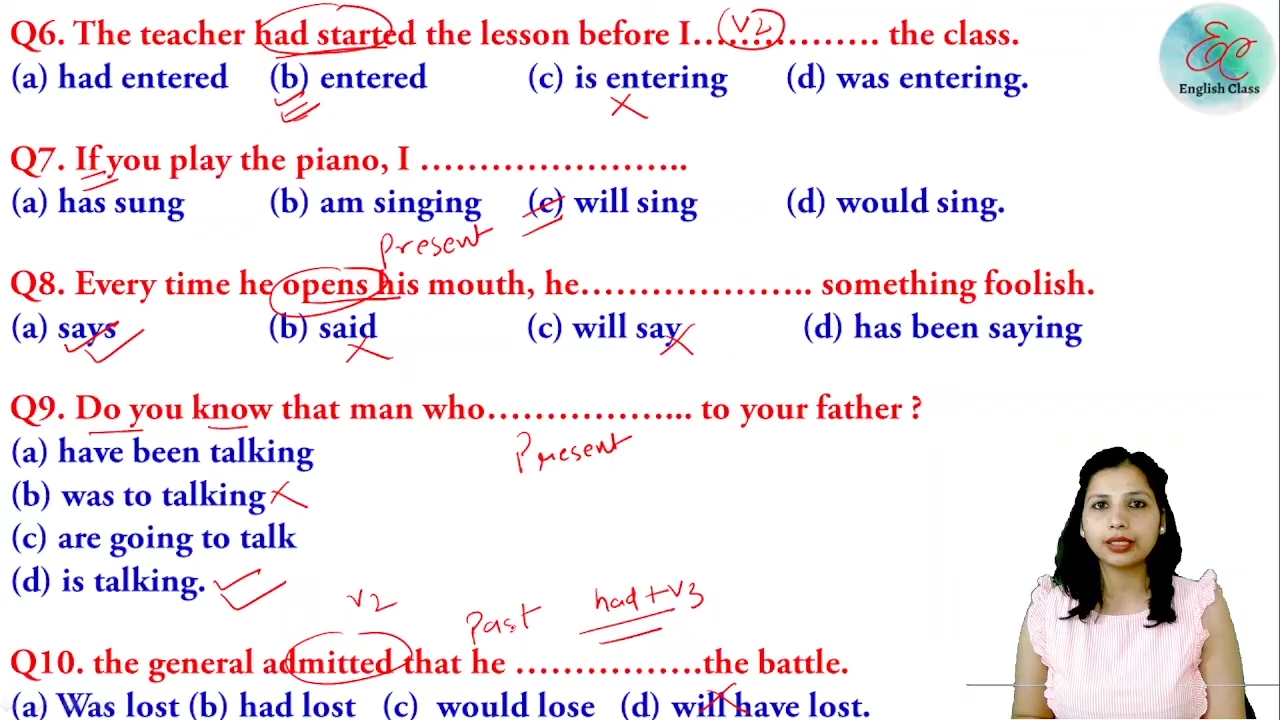 Q6. The teacher had started the lesson before I…………… the class.
V2
(a) had entered (b) entered (c) is entering (d) was entering.
EC
English Class
Q7. If you play the piano, I …………………..
(a) has sung (b) am singing (c) will sing (d) would sing.
Present
Q8. Every time he opens his mouth, he……………….. something foolish.
(a) says (b) said (c) will say (d) has been saying
Q9. Do you know that man who…………….. to your father ?
Present
(a) have been talking
(b) was to talking
(c) are going to talk
(d) is talking.
V2 Past had+V3
Q10. the general admitted that he ……………..the battle.
(a) Was lost (b) had lost (c) would lose (d) will have lost.